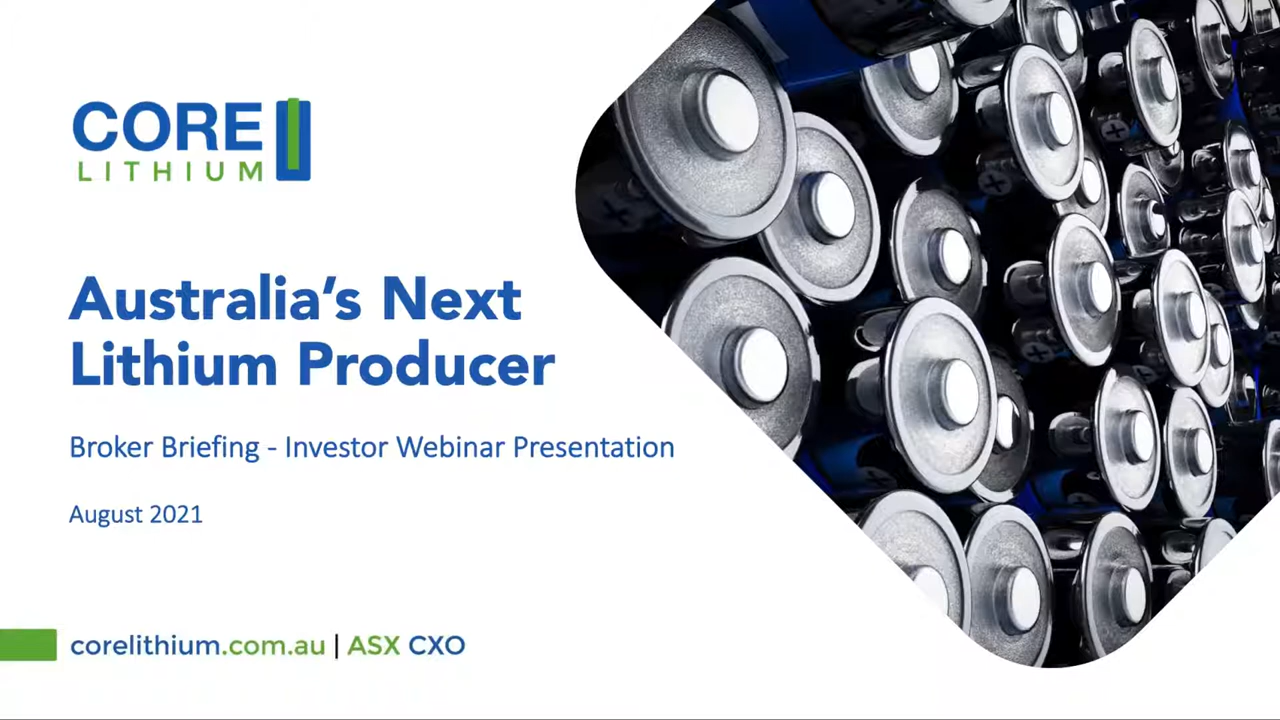 CORE
LITHIUM
Australia’s Next
Lithium Producer
Broker Briefing - Investor Webinar Presentation
August 2021
corelithium.com.au | ASX CXO